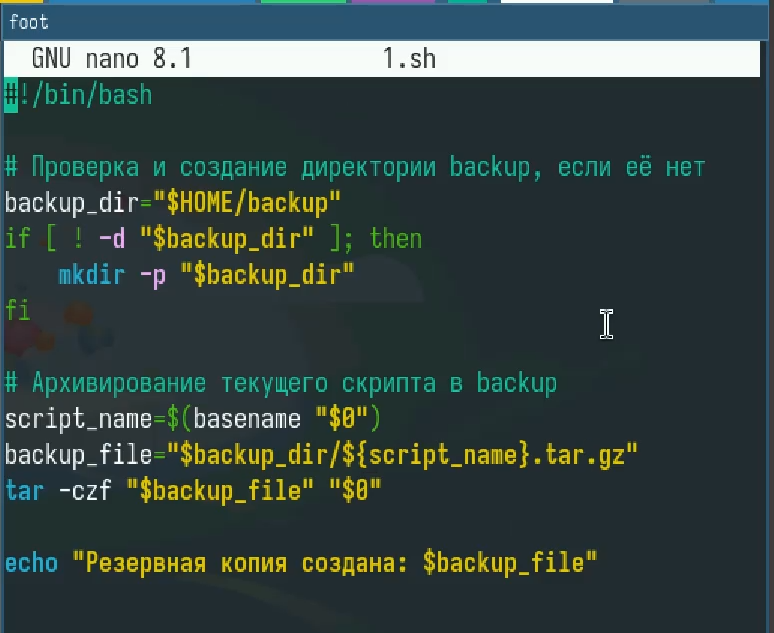 foot
GNU nano 8.1 1.sh
#!/bin/bash
# Проверка и создание директории backup, если её нет
backup_dir="$HOME/backup"
if [ ! -d "$backup_dir" ]; then
    mkdir -p "$backup_dir"
fi
# Архивирование текущего скрипта в backup
script_name=$(basename "$0")
backup_file="$backup_dir/${script_name}.tar.gz"
tar -czf "$backup_file" "$0"
echo "Резервная копия создана: $backup_file"